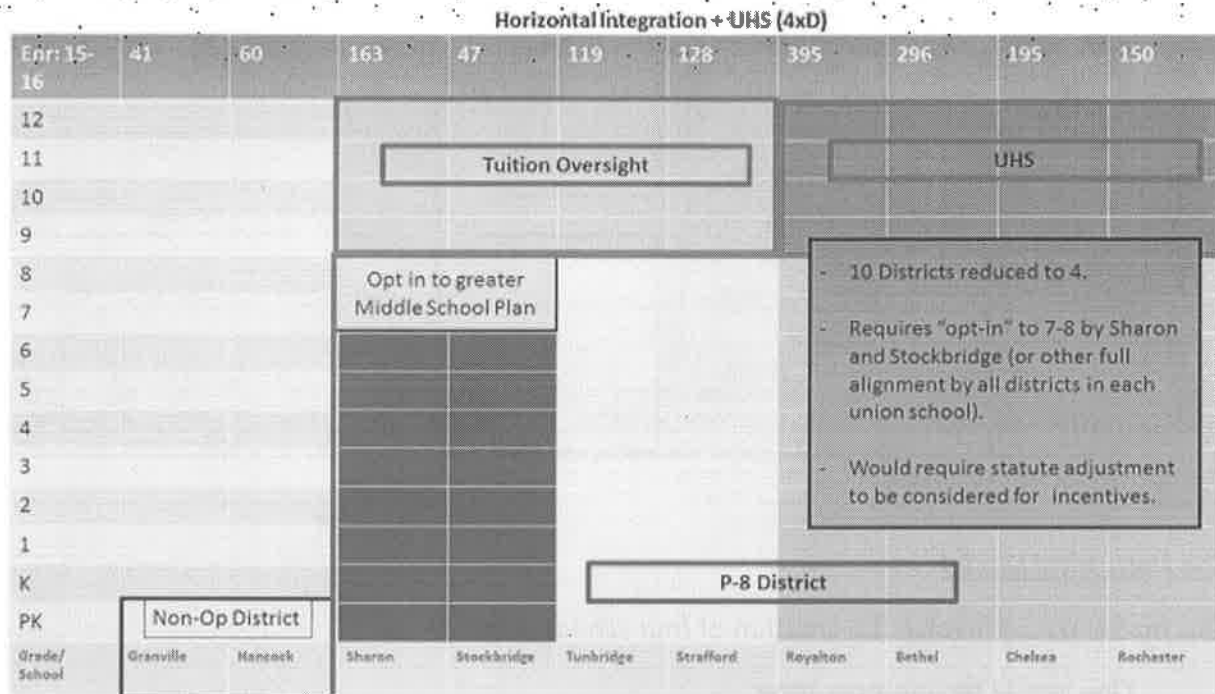 Horizontal Integration + UHS (4xD)
Enr: 15-16 41 60 163 47 119 128 395 296 195 150
12
11 Tuition Oversight UHS
10
9
8 Opt in to greater
7 Middle School Plan
6
5
4
3
2
1
K P-8 District
PK Non-Op District
- 10 Districts reduced to 4.
- Requires "opt-in" to 7-8 by Sharon
and Stockbridge (or other full
alignment by all districts in each
union school).
- Would require statute adjustment
to be considered for incentives.
Grade/ Granville Hancock Sharon Stockbridge Tunbridge Strafford Royalton Bethel Chelsea Rochester
School